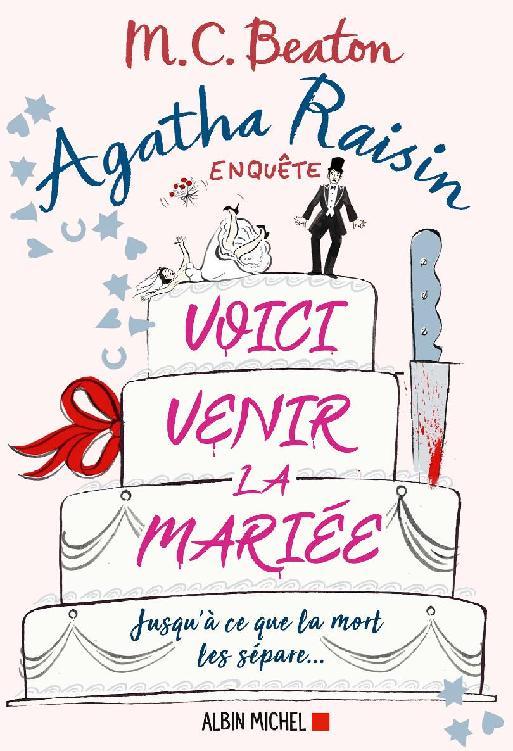 M.C. Beaton
Agatha Raisin
ENQUÊTE
VOICI
VENIR
LA
MARIÉE
Jusqu'à ce que la mort
les sépare...
ALBIN MICHEL